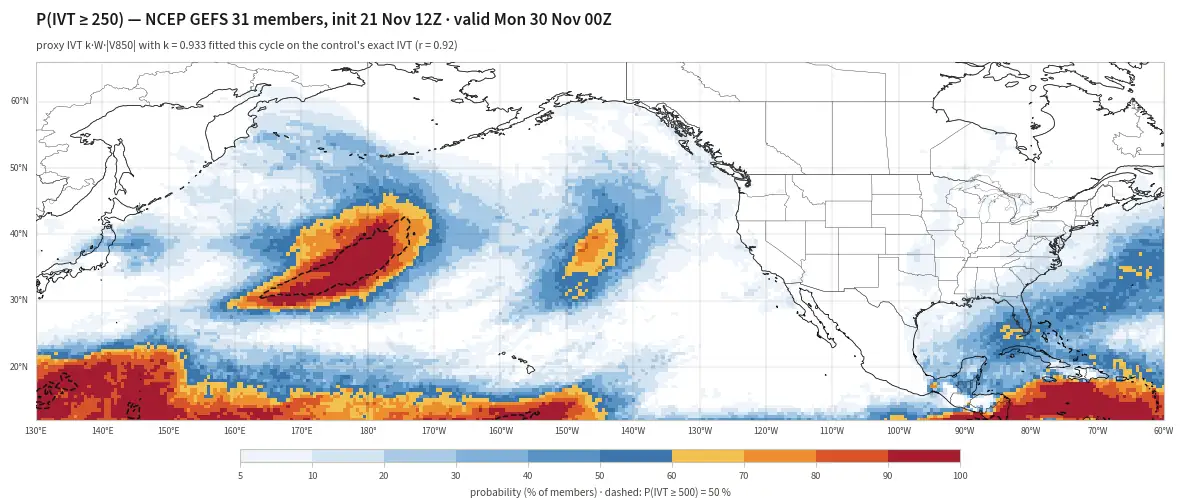 P(IVT ≥ 250) — NCEP GEFS 31 members, init 21 Nov 12Z · valid Mon 30 Nov 00Z
proxy IVT k·W·|V850| with k = 0.933 fitted this cycle on the control's exact IVT (r = 0.92)
60°N
50°N
40°N
30°N
20°N
130°E 140°E 150°E 160°E 170°E 180° 170°W 160°W 150°W 140°W 130°W 120°W 110°W 100°W 90°W 80°W 70°W 60°W
5 10 20 30 40 50 60 70 80 90 100
probability (% of members) · dashed: P(IVT ≥ 500) = 50 %